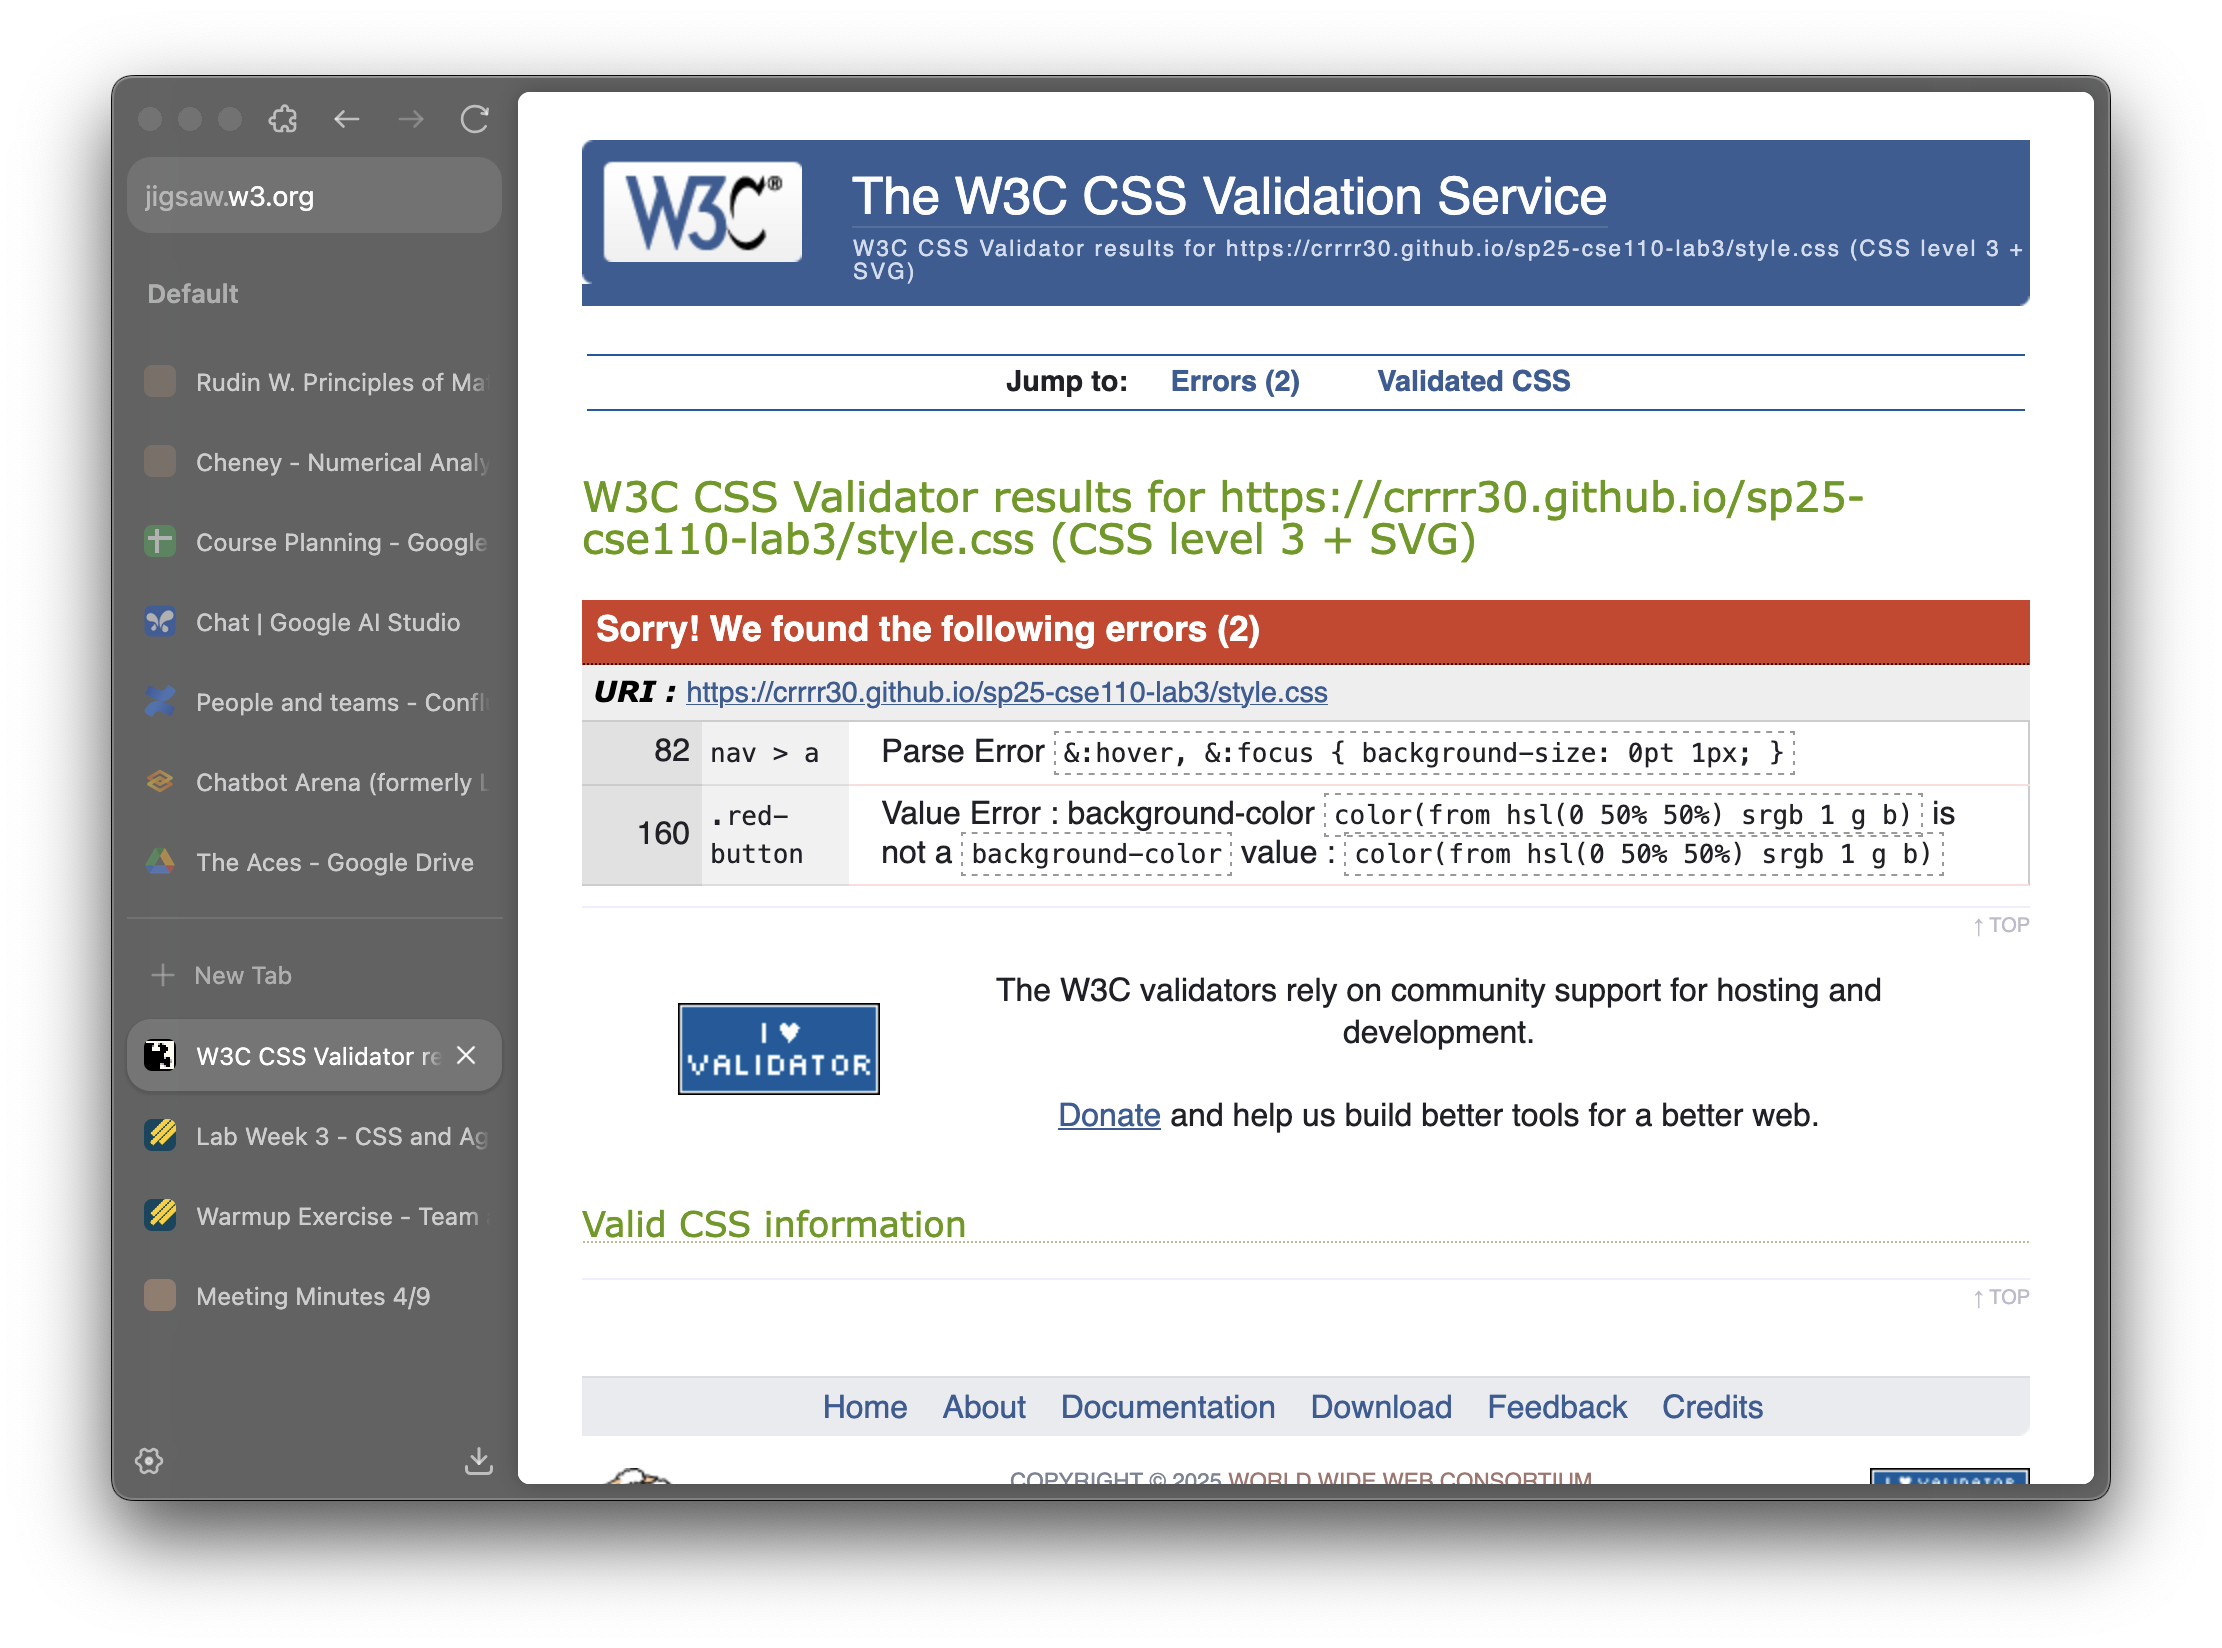 jigsaw.w3.org
Default
Rudin W. Principles of Ma
Cheney - Numerical Analy
Course Planning - Google
Chat | Google AI Studio
People and teams - Confl
Chatbot Arena (formerly L
The Aces - Google Drive
New Tab
W3C CSS Validator re
Lab Week 3 - CSS and Ag
Warmup Exercise - Team
Meeting Minutes 4/9
W3C®
The W3C CSS Validation Service
W3C CSS Validator results for https://crrrr30.github.io/sp25-cse110-lab3/style.css (CSS level 3 +
SVG)
Jump to: Errors (2) Validated CSS
W3C CSS Validator results for https://crrrr30.github.io/sp25-
cse110-lab3/style.css (CSS level 3 + SVG)
Sorry! We found the following errors (2)
URI : https://crrrr30.github.io/sp25-cse110-lab3/style.css
82 nav > a Parse Error &:hover, &:focus { background-size: 0pt 1px; }
160 .red-
button
Value Error : background-color color(from hsl(0 50% 50%) srgb 1 g b) is
not a background-color value : color(from hsl(0 50% 50%) srgb 1 g b)
↑ TOP
I ♥
VALIDATOR
The W3C validators rely on community support for hosting and
development.
Donate and help us build better tools for a better web.
Valid CSS information
↑ TOP
Home About Documentation Download Feedback Credits
COPYRIGHT © 2025 WORLD WIDE WEB CONSORTIUM
I ♥ VALIDATOR